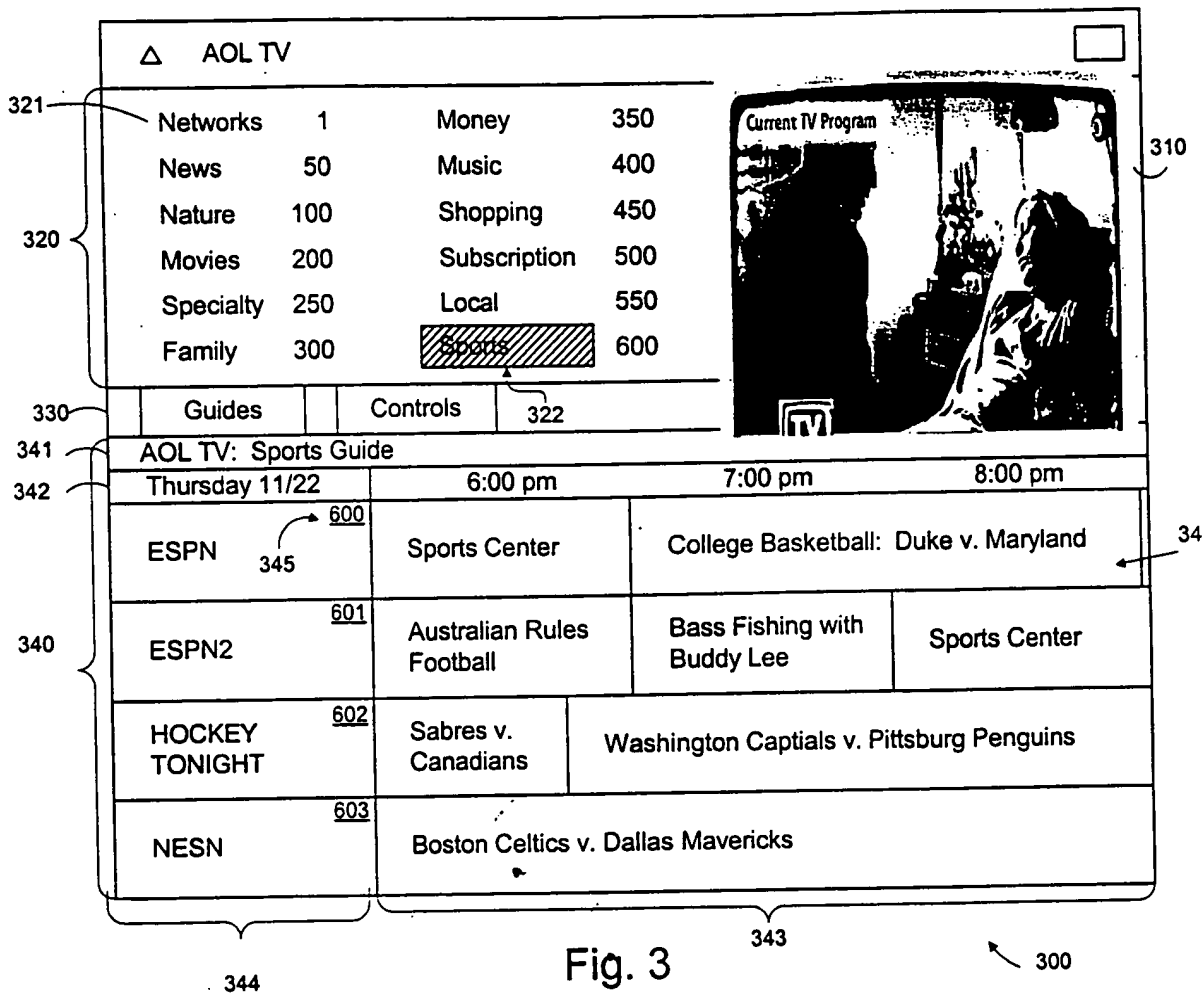 AOL TV
321
Networks 1 Money 350
Current TV Program
310
News 50 Music 400
Nature 100 Shopping 450
320
Movies 200 Subscription 500
Specialty 250 Local 550
Family 300 Sports 600
330
Guides Controls
322
TV
341
AOL TV: Sports Guide
342
Thursday 11/22 6:00 pm 7:00 pm 8:00 pm
ESPN 600
345
Sports Center
College Basketball: Duke v. Maryland
34
340
ESPN2 601
Australian Rules
Football
Bass Fishing with
Buddy Lee
Sports Center
HOCKEY
TONIGHT
602
Sabres v.
Canadians
Washington Captials v. Pittsburg Penguins
NESN 603
Boston Celtics v. Dallas Mavericks
344
343
300
Fig. 3